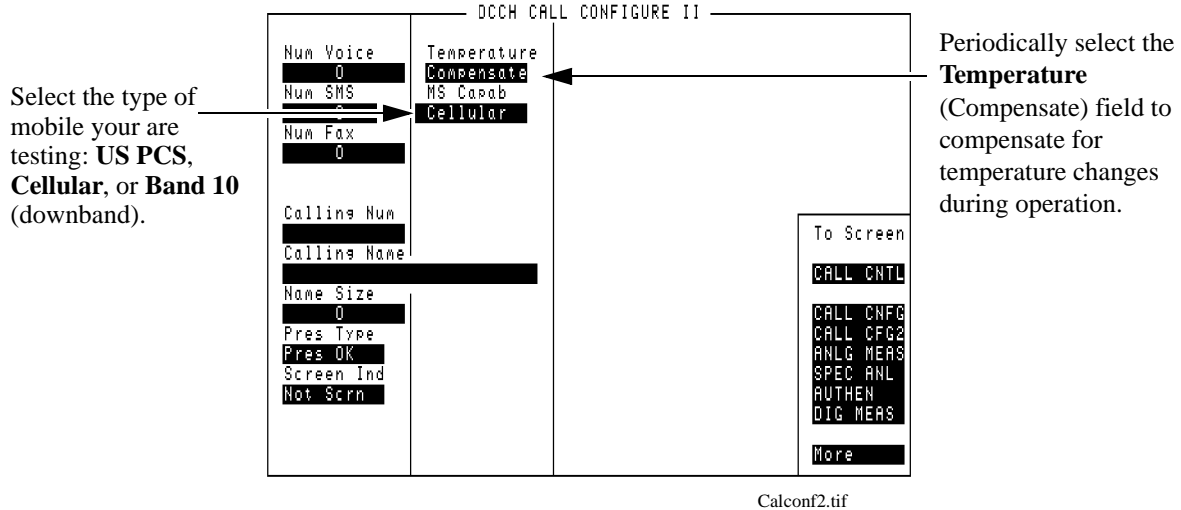 DCCH CALL CONFIGURE II
Select the type of
mobile your are
testing: US PCS,
Cellular, or Band 10
(downband).
Num Voice
0
Num SMS
0
Num Fax
0
Calling Num
Calling Name
Name Size
0
Pres Type
Pres OK
Screen Ind
Not Scrn
Temperature
Compensate
MS Capab
Cellular
To Screen
CALL CNTL
CALL CNFG
CALL CFG2
ANLG MEAS
SPEC ANL
AUTHEN
DIG MEAS
More
Periodically select the
Temperature
(Compensate) field to
compensate for
temperature changes
during operation.
Calconf2.tif